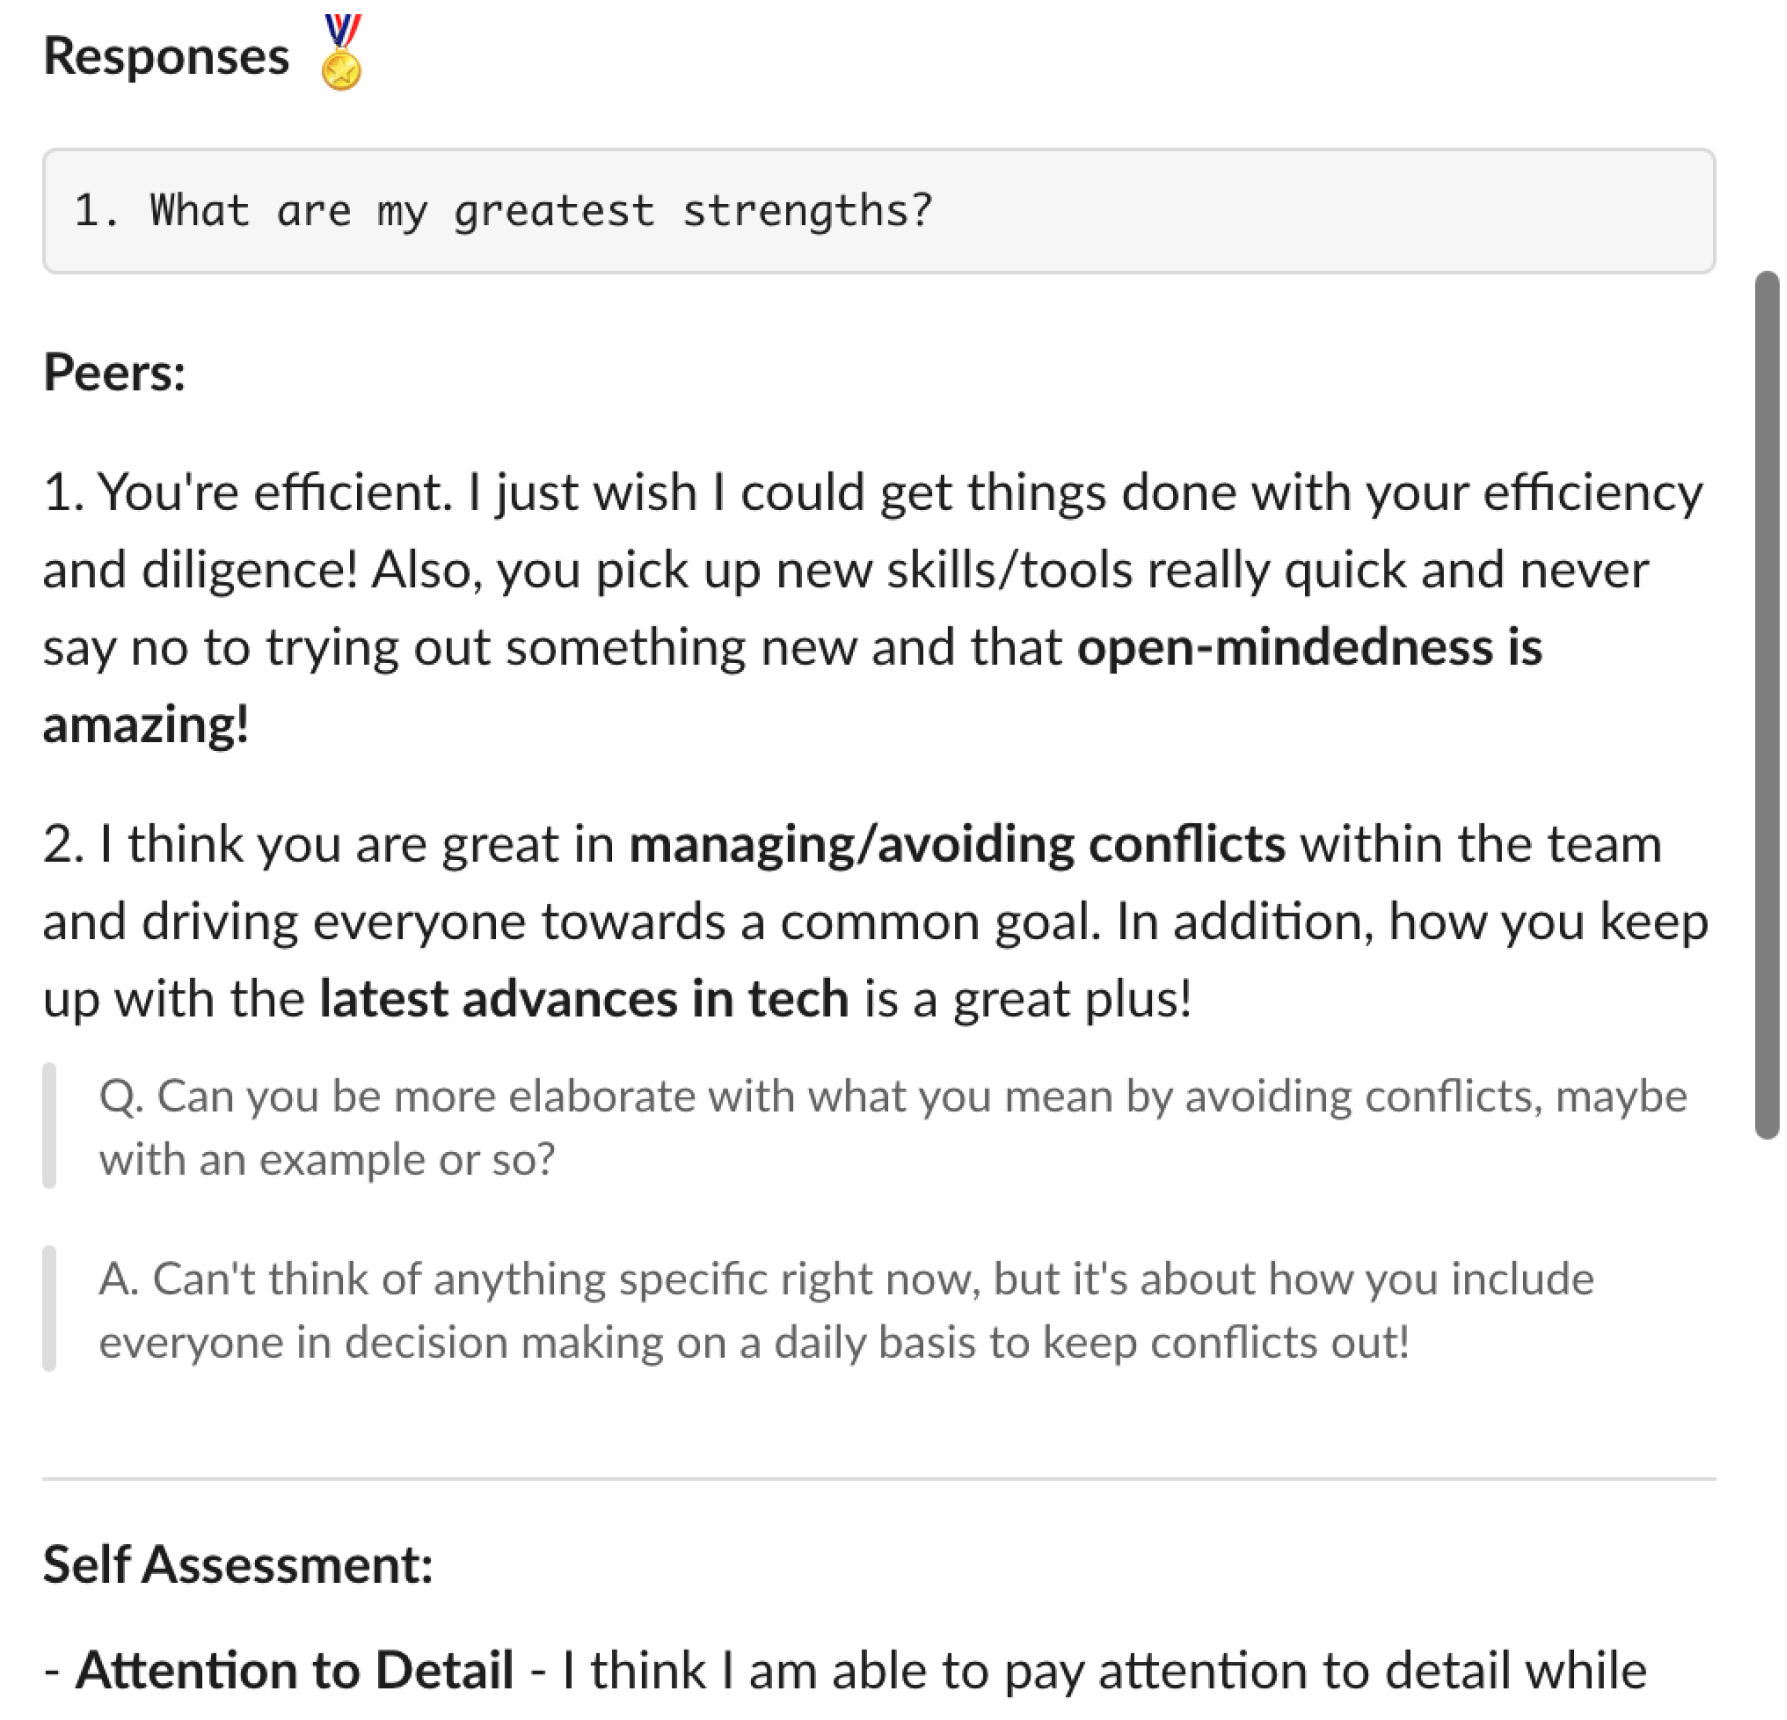 Responses 🏅
1. What are my greatest strengths?
Peers:
1. You're efficient. I just wish I could get things done with your efficiency
and diligence! Also, you pick up new skills/tools really quick and never
say no to trying out something new and that open-mindedness is
amazing!
2. I think you are great in managing/avoiding conflicts within the team
and driving everyone towards a common goal. In addition, how you keep
up with the latest advances in tech is a great plus!
Q. Can you be more elaborate with what you mean by avoiding conflicts, maybe
with an example or so?
A. Can't think of anything specific right now, but it's about how you include
everyone in decision making on a daily basis to keep conflicts out!
Self Assessment:
- Attention to Detail - I think I am able to pay attention to detail while